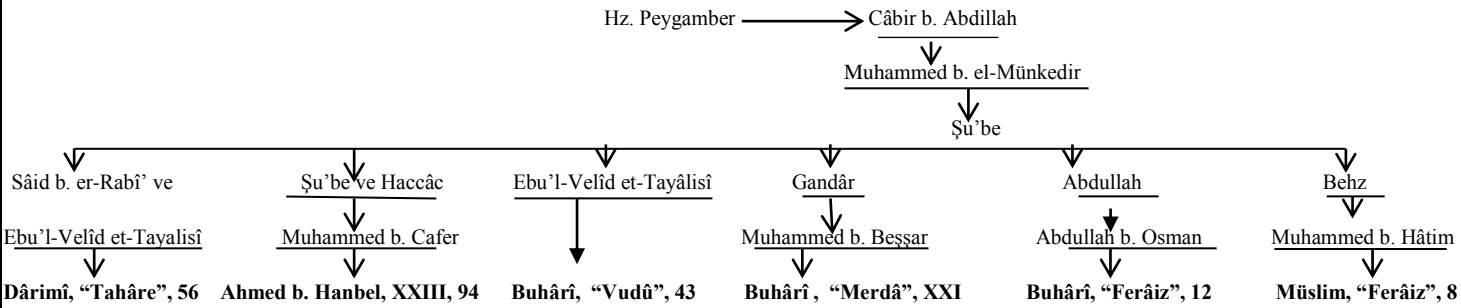 Hz. Peygamber Câbir b. Abdillah
Muhammed b. el-Münkedir
Şu’be
Sâid b. er-Rabî’ ve Şu’be ve Haccâc Ebu’l-Velîd et-Tayâlisî Gandâr Abdullah Behz
Ebu’l-Velîd et-Tayalisî Muhammed b. Cafer Muhammed b. Beşşar Abdullah b. Osman Muhammed b. Hâtim
Dârimî, “Tahâre”, 56 Ahmed b. Hanbel, XXIII, 94 Buhârî, “Vudû”, 43 Buhârî , “Merdâ”, XXI Buhârî, “Ferâiz”, 12 Müslim, “Ferâiz”, 8